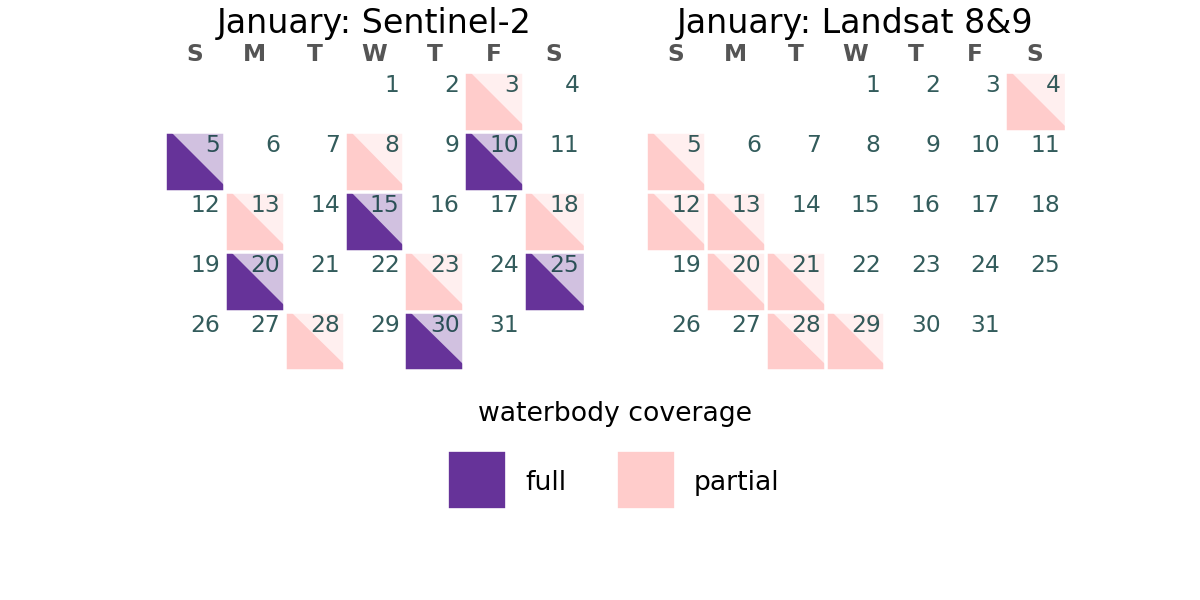 January: Sentinel-2
S M T W T F S
1 2 3 4
5 6 7 8 9 10 11
12 13 14 15 16 17 18
19 20 21 22 23 24 25
26 27 28 29 30 31
January: Landsat 8&9
S M T W T F S
1 2 3 4
5 6 7 8 9 10 11
12 13 14 15 16 17 18
19 20 21 22 23 24 25
26 27 28 29 30 31
waterbody coverage
full partial